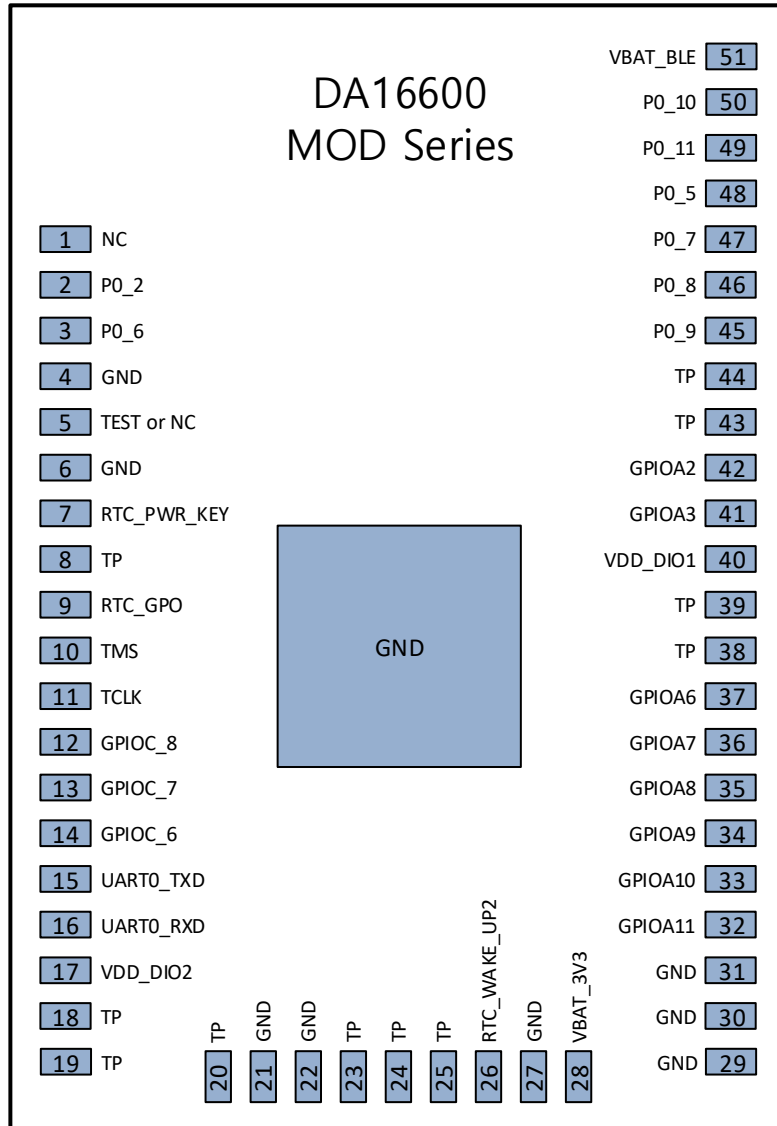 DA16600
MOD Series
1 NC
2 P0_2
3 P0_6
4 GND
5 TEST or NC
6 GND
7 RTC_PWR_KEY
8 TP
9 RTC_GPO
10 TMS
11 TCLK
12 GPIOC_8
13 GPIOC_7
14 GPIOC_6
15 UART0_TXD
16 UART0_RXD
17 VDD_DIO2
18 TP
19 TP
GND
TP 20
GND 21
GND 22
TP 23
TP 24
TP 25
RTC_WAKE_UP2 26
GND 27
VBAT_3V3 28
VBAT_BLE 51
P0_10 50
P0_11 49
P0_5 48
P0_7 47
P0_8 46
P0_9 45
TP 44
TP 43
GPIOA2 42
GPIOA3 41
VDD_DIO1 40
TP 39
TP 38
GPIOA6 37
GPIOA7 36
GPIOA8 35
GPIOA9 34
GPIOA10 33
GPIOA11 32
GND 31
GND 30
GND 29